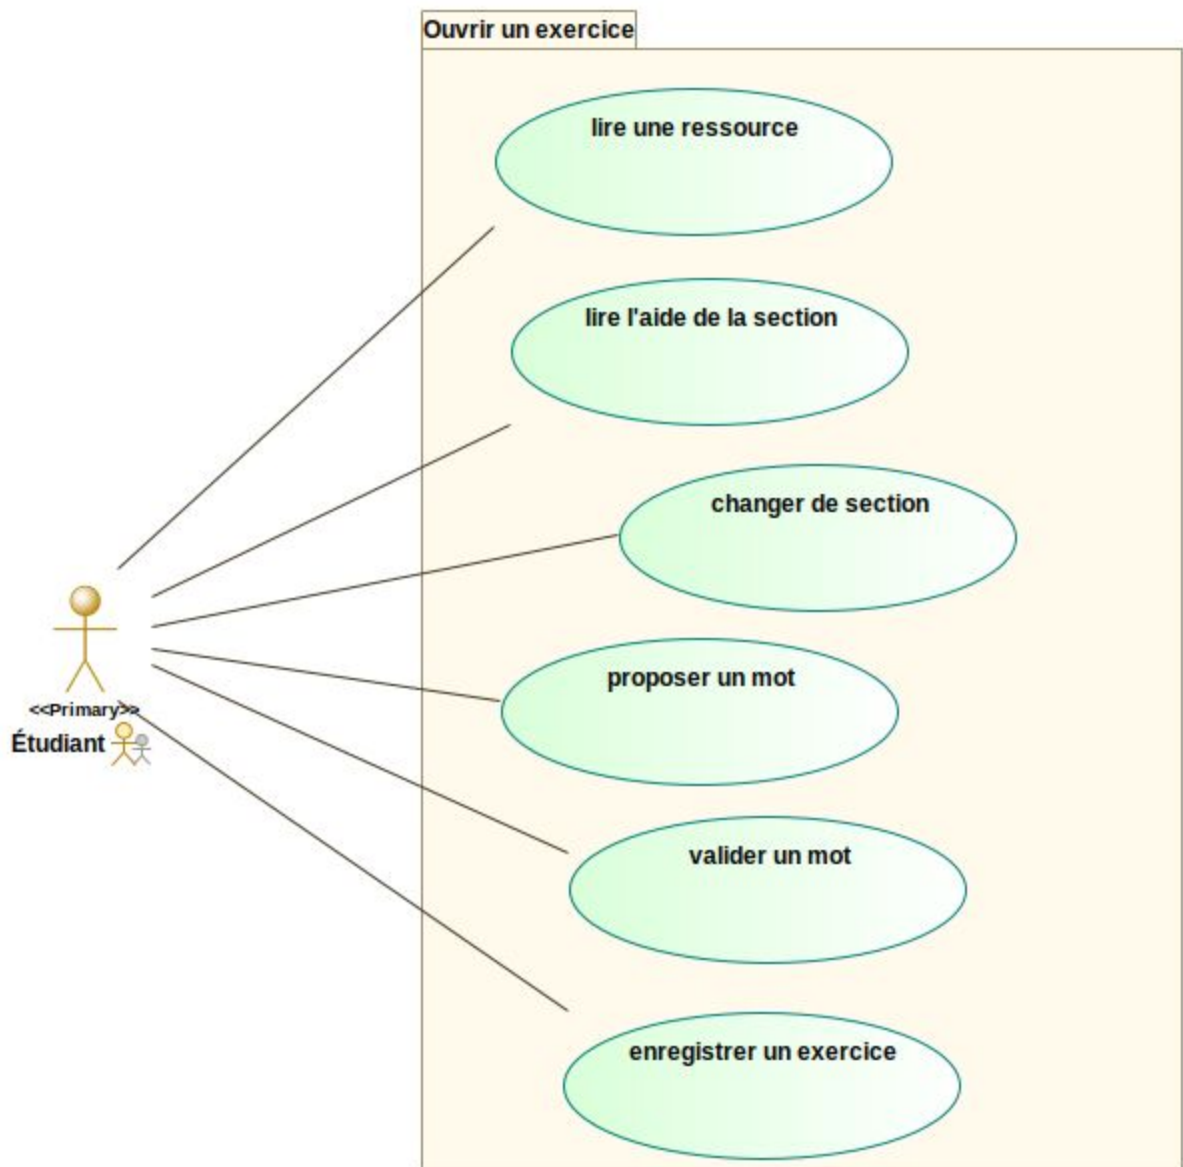 Ouvrir un exercice
lire une ressource
lire l'aide de la section
changer de section
proposer un mot
<<Primary>>
Étudiant
valider un mot
enregistrer un exercice